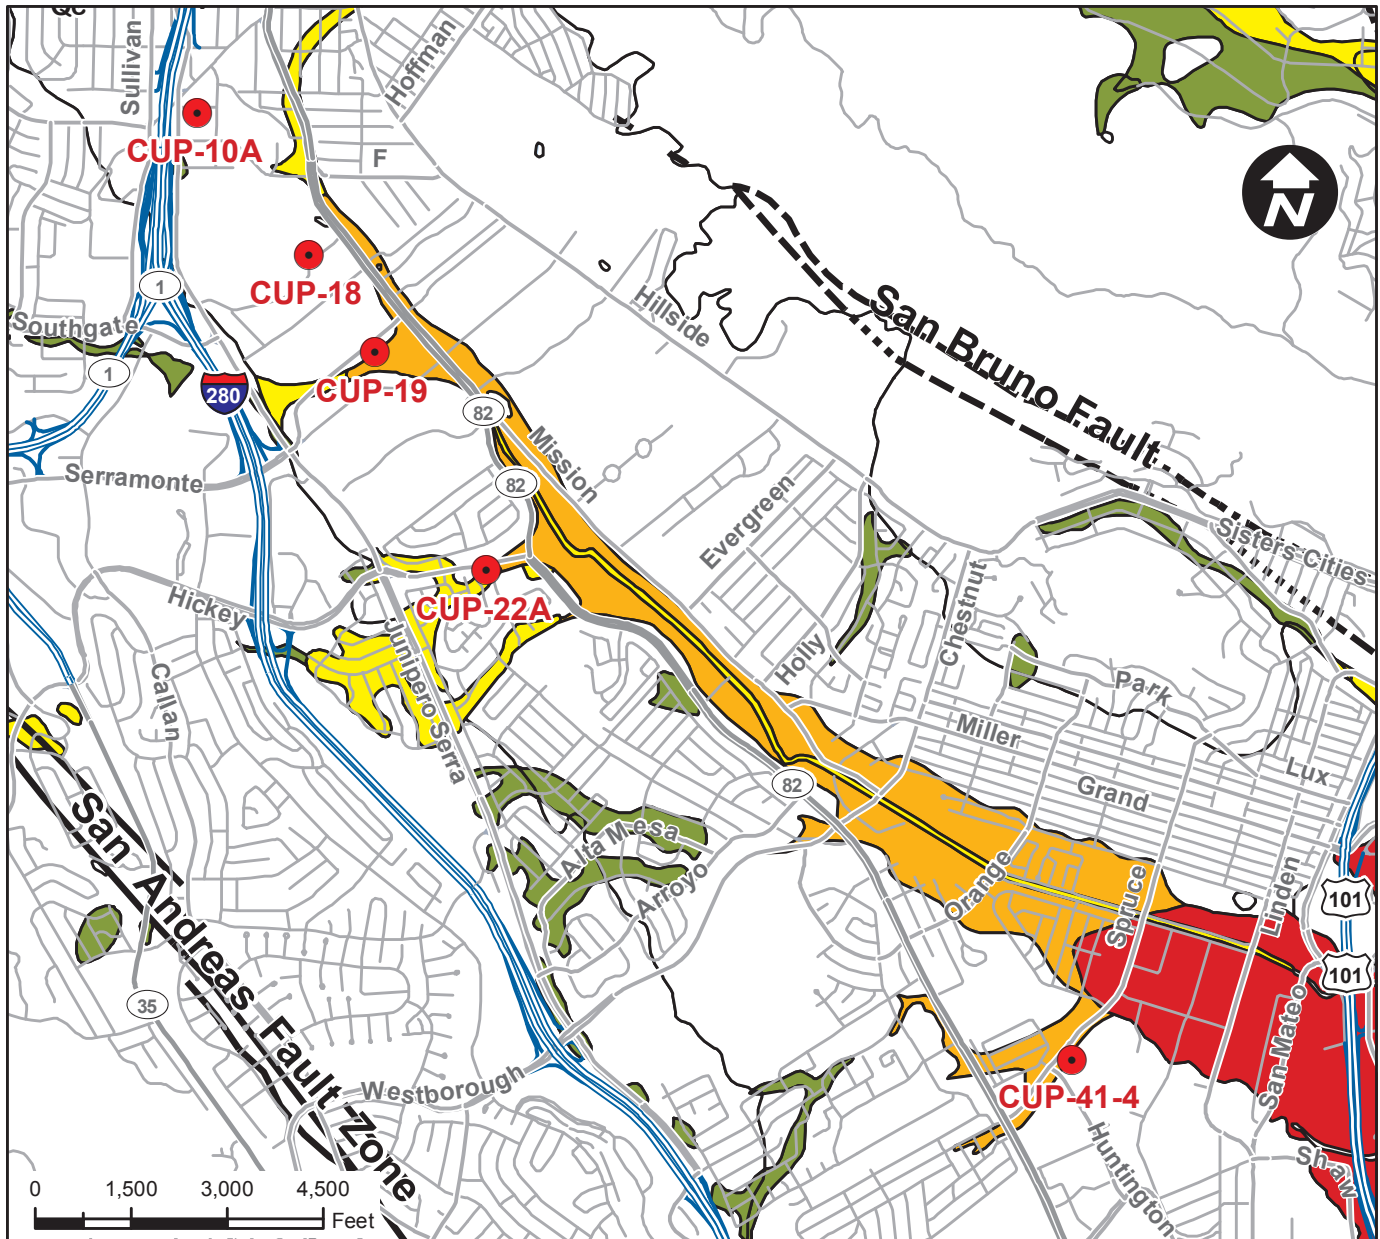 Qc
Sullivan
Hoffman
CUP-10A
F
N
CUP-18
1
Southgate
Hillside
San Bruno Fault
1
280
CUP-19
82
Mission
Serramonte
82
Evergreen
Sisters Cities
Hickey
CUP-22A
Chestnut
Junipero Serra
Holly
Callan
Park
Miller
Lux
82
Grand
San Andreas Fault Zone
Alta Mesa
Arroyo
Orange
Spruce
Linden
101
101
35
San Mateo
Westborough
CUP-41-4
Huntington
Shaw
0 1,500 3,000 4,500
Feet